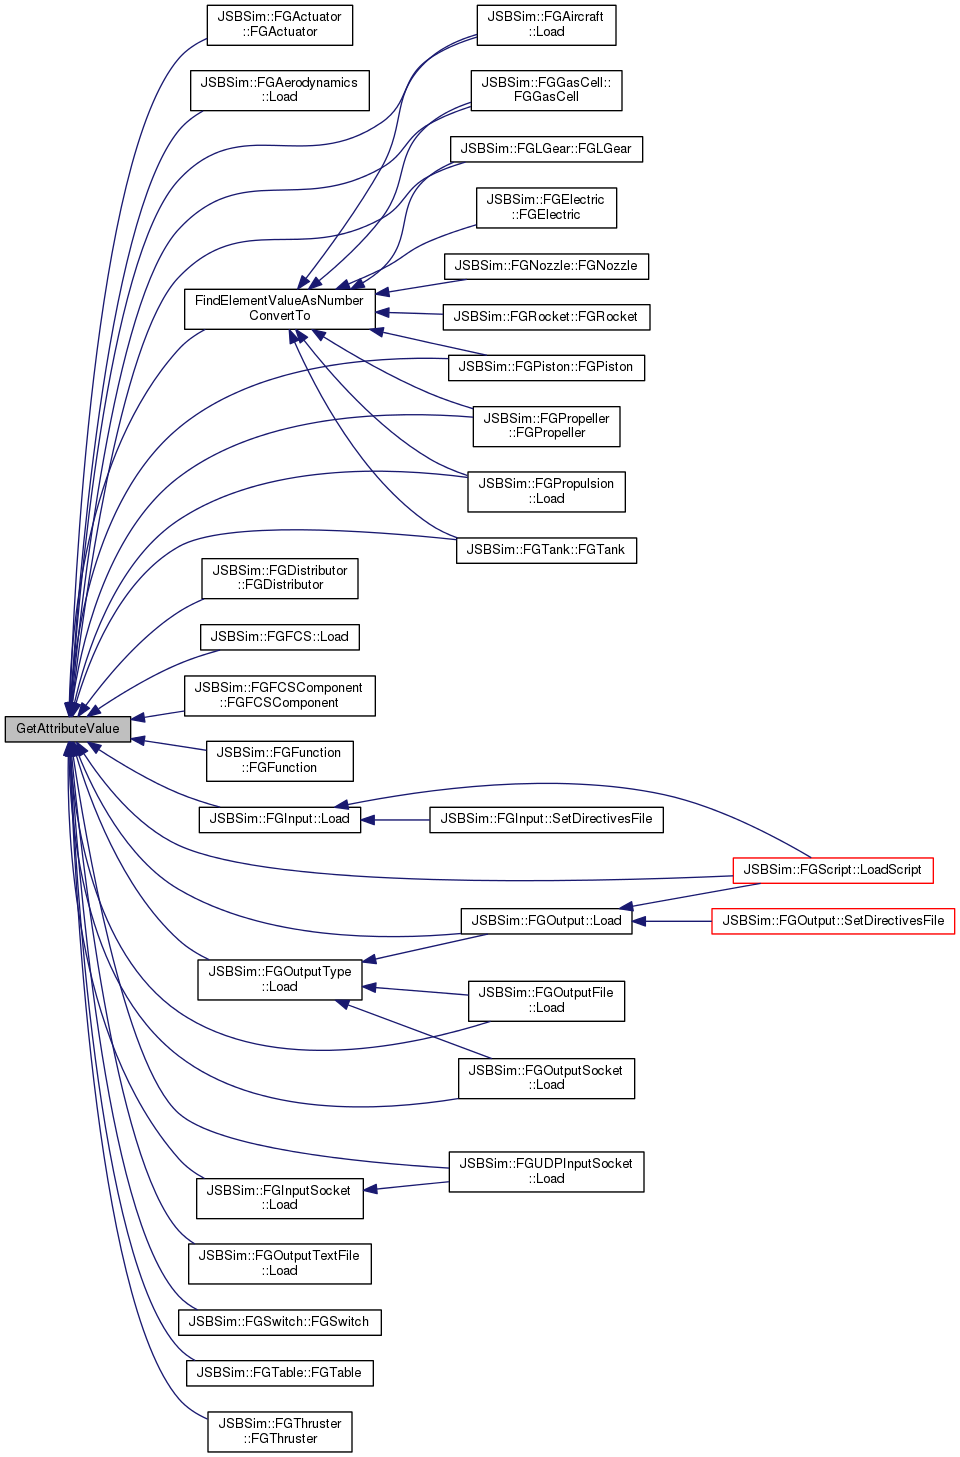 JSBSim::FGActuator
::FGActuator
JSBSim::FGAircraft
::Load
JSBSim::FGAerodynamics
::Load
JSBSim::FGGasCell::
FGGasCell
JSBSim::FGLGear::FGLGear
JSBSim::FGElectric
::FGElectric
JSBSim::FGNozzle::FGNozzle
FindElementValueAsNumber
ConvertTo
JSBSim::FGRocket::FGRocket
JSBSim::FGPiston::FGPiston
JSBSim::FGPropeller
::FGPropeller
JSBSim::FGPropulsion
::Load
JSBSim::FGTank::FGTank
JSBSim::FGDistributor
::FGDistributor
JSBSim::FGFCS::Load
JSBSim::FGFCSComponent
::FGFCSComponent
GetAttributeValue
JSBSim::FGFunction
::FGFunction
JSBSim::FGInput::Load
JSBSim::FGInput::SetDirectivesFile
JSBSim::FGScript::LoadScript
JSBSim::FGOutput::Load
JSBSim::FGOutput::SetDirectivesFile
JSBSim::FGOutputType
::Load
JSBSim::FGOutputFile
::Load
JSBSim::FGOutputSocket
::Load
JSBSim::FGUDPInputSocket
::Load
JSBSim::FGInputSocket
::Load
JSBSim::FGOutputTextFile
::Load
JSBSim::FGSwitch::FGSwitch
JSBSim::FGTable::FGTable
JSBSim::FGThruster
::FGThruster